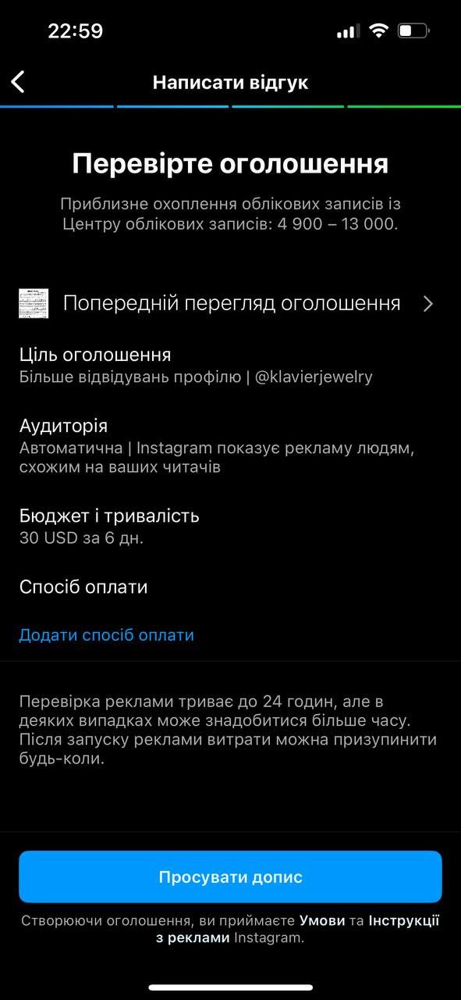 22:59
Написати відгук
Перевірте оголошення
Приблизне охоплення облікових записів із
Центру облікових записів: 4 900 – 13 000.
Попередній перегляд оголошення
Ціль оголошення
Більше відвідувань профілю | @klavierjewelry
Аудиторія
Автоматична | Instagram показує рекламу людям,
схожим на ваших читачів
Бюджет і тривалість
30 USD за 6 дн.
Спосіб оплати
Додати спосіб оплати
Перевірка реклами триває до 24 годин, але в
деяких випадках може знадобитися більше часу.
Після запуску реклами витрати можна призупинити
будь-коли.
Просувати допис
Створюючи оголошення, ви приймаєте Умови та Інструкції
з реклами Instagram.